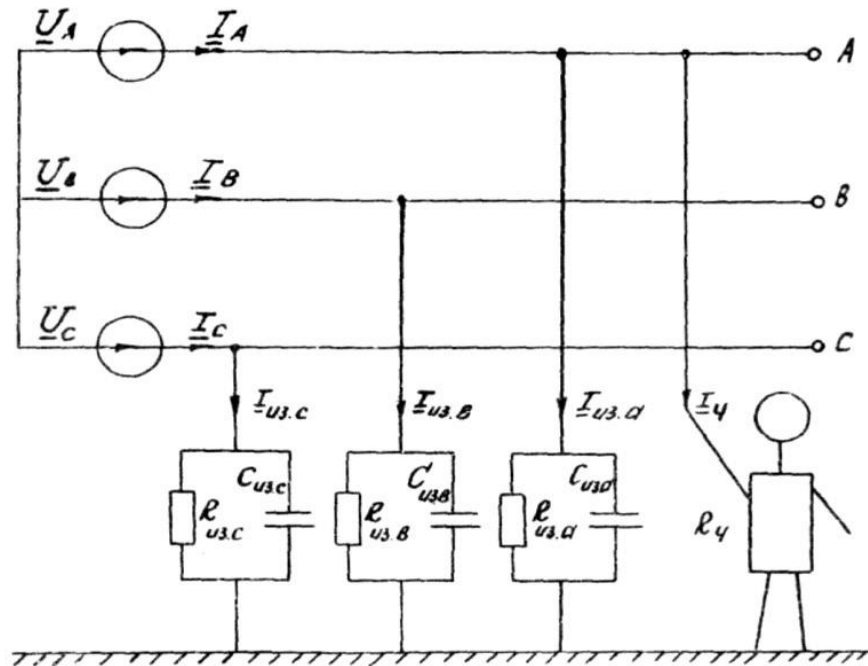 U_A I_A A
U_B I_B B
U_C I_C C
I_из.с I_из.в I_из.а I_ч
C_из.с C_из.в C_из.а
R_из.с R_из.в R_из.а R_ч